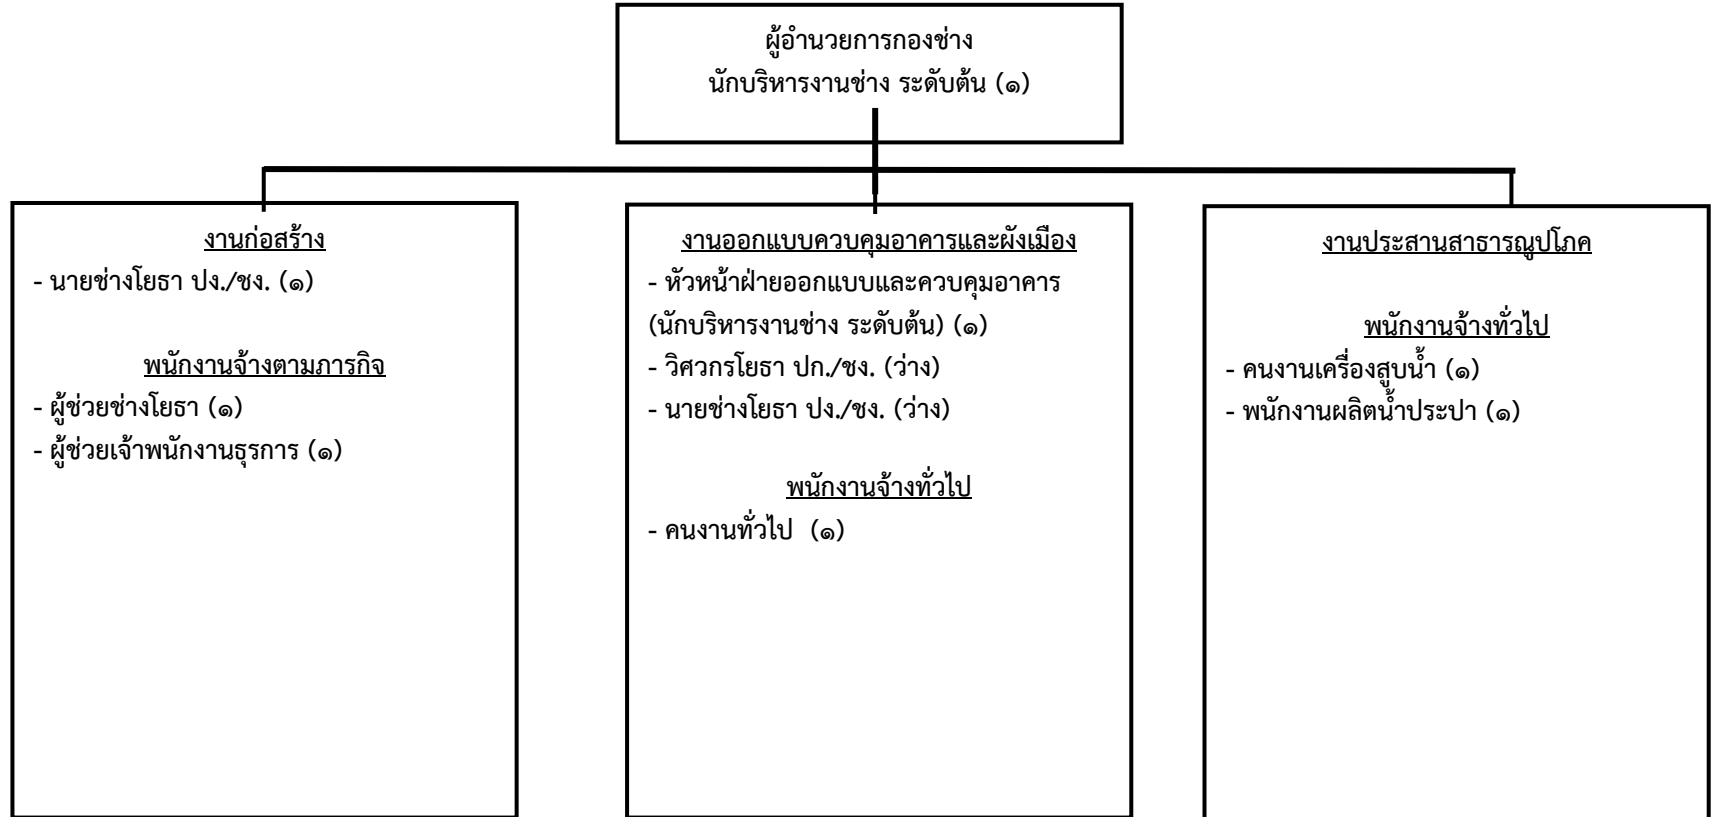 ผู้อำนวยการกองช่าง
นักบริหารงานช่าง ระดับต้น (๑)
งานก่อสร้าง
- นายช่างโยธา ปง./ชง. (๑)
พนักงานจ้างตามภารกิจ
- ผู้ช่วยช่างโยธา (๑)
- ผู้ช่วยเจ้าพนักงานธุรการ (๑)
งานออกแบบควบคุมอาคารและผังเมือง
- หัวหน้าฝ่ายออกแบบและควบคุมอาคาร
(นักบริหารงานช่าง ระดับต้น) (๑)
- วิศวกรโยธา ปก./ชง. (ว่าง)
- นายช่างโยธา ปง./ชง. (ว่าง)
พนักงานจ้างทั่วไป
- คนงานทั่วไป  (๑)
งานประสานสาธารณูปโภค
พนักงานจ้างทั่วไป
- คนงานเครื่องสูบน้ำ (๑)
- พนักงานผลิตน้ำประปา (๑)